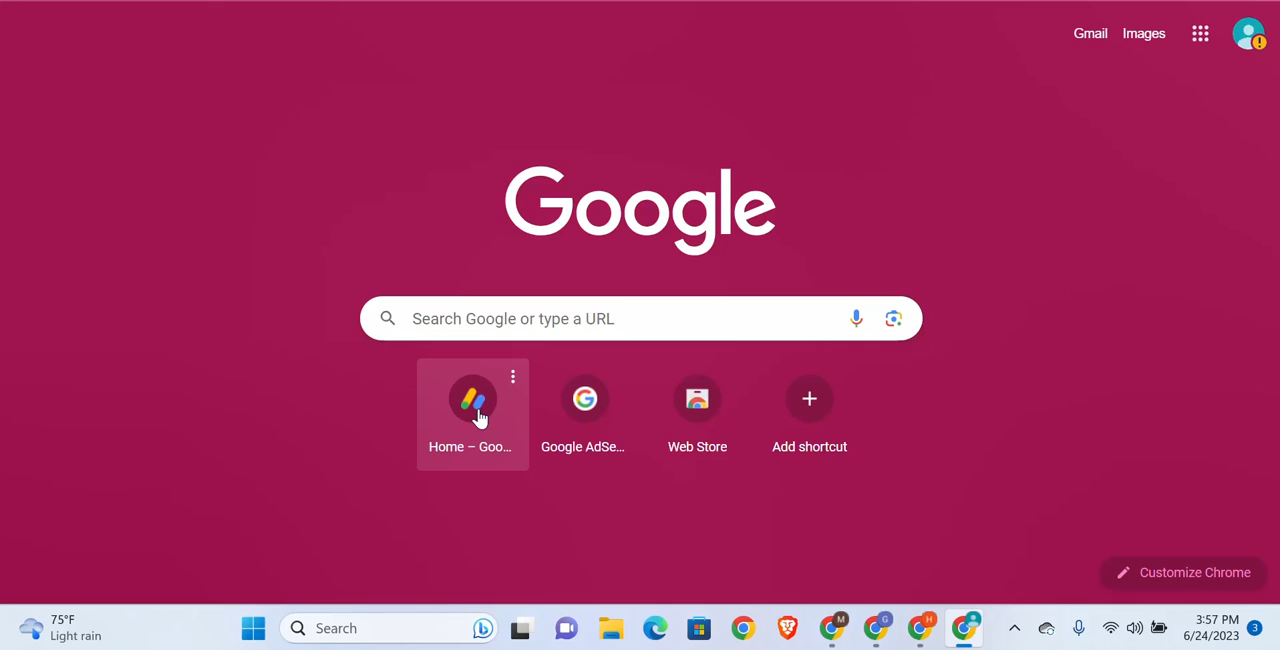 Gmail Images
Google
Search Google or type a URL
Home – Goo... Google AdSe... Web Store Add shortcut
Customize Chrome
75°F
Light rain
Search
M
G
H
3:57 PM
6/24/2023
3